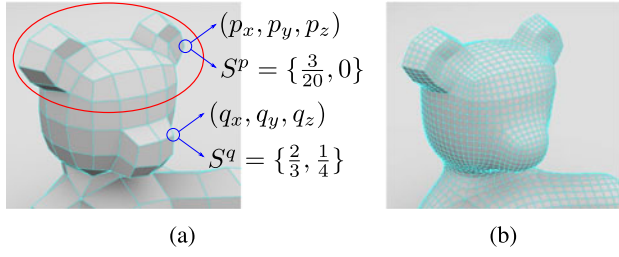 (p_x, p_y, p_z)
S^p = {3/20, 0}
(q_x, q_y, q_z)
S^q = {2/3, 1/4}
(a) (b)